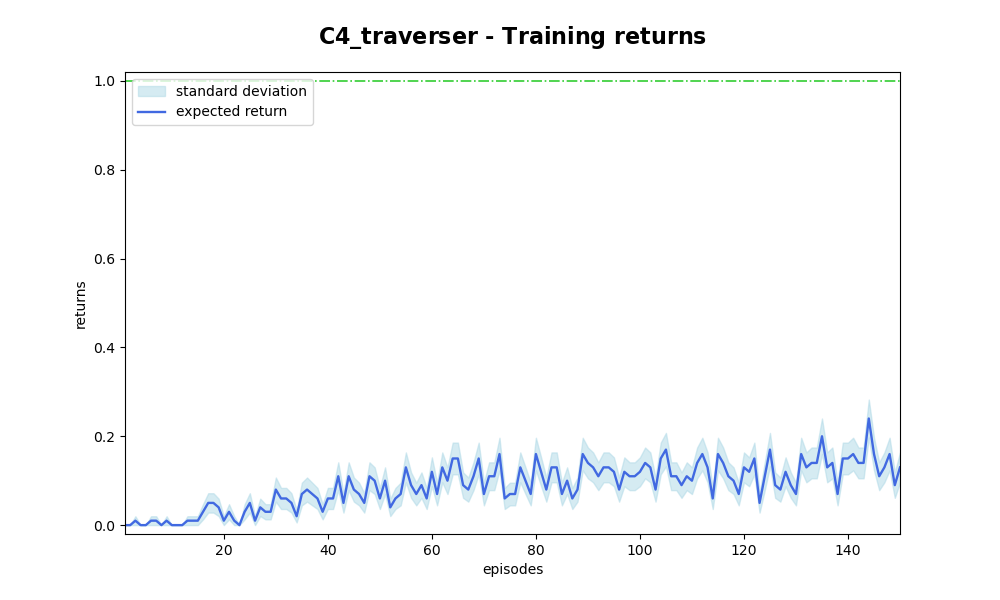 C4_traverser - Training returns
1.0
standard deviation
expected return
0.8
0.6
returns
0.4
0.2
0.0
20 40 60 80 100 120 140
episodes